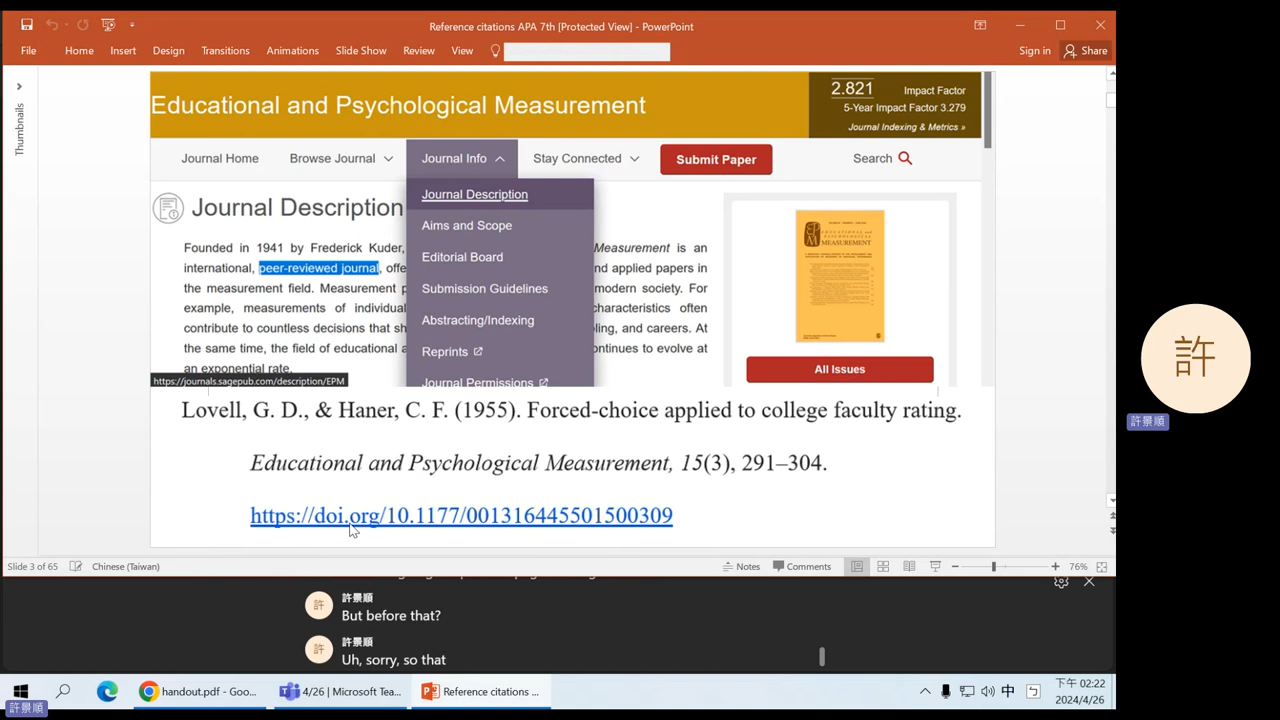 Reference citations APA 7th [Protected View] - PowerPoint
File Home Insert Design Transitions Animations Slide Show Review View
Sign in Share
Thumbnails
Educational and Psychological Measurement
2.821 Impact Factor
5-Year Impact Factor 3.279
Journal Indexing & Metrics »
Journal Home Browse Journal Journal Info Stay Connected Submit Paper Search
Journal Description
Aims and Scope
Editorial Board
Submission Guidelines
Abstracting/Indexing
Reprints
Journal Permissions
Journal Description
Founded in 1941 by Frederick Kuder, Measurement is an
international, peer-reviewed journal, offe nd applied papers in
the measurement field. Measurement p modern society. For
example, measurements of individual characteristics often
contribute to countless decisions that sh ling, and careers. At
the same time, the field of educational a ontinues to evolve at
an exponential rate.
All Issues
https://journals.sagepub.com/description/EPM
Lovell, G. D., & Haner, C. F. (1955). Forced-choice applied to college faculty rating.
Educational and Psychological Measurement, 15(3), 291–304.
https://doi.org/10.1177/001316445501500309
Slide 3 of 65 Chinese (Taiwan) Notes Comments 76%
許
許景順
許 許景順
But before that?
許 許景順
Uh, sorry, so that
handout.pdf - Goo...
4/26 | Microsoft Tea...
Reference citations ...
中
下午 02:22
2024/4/26
許景順